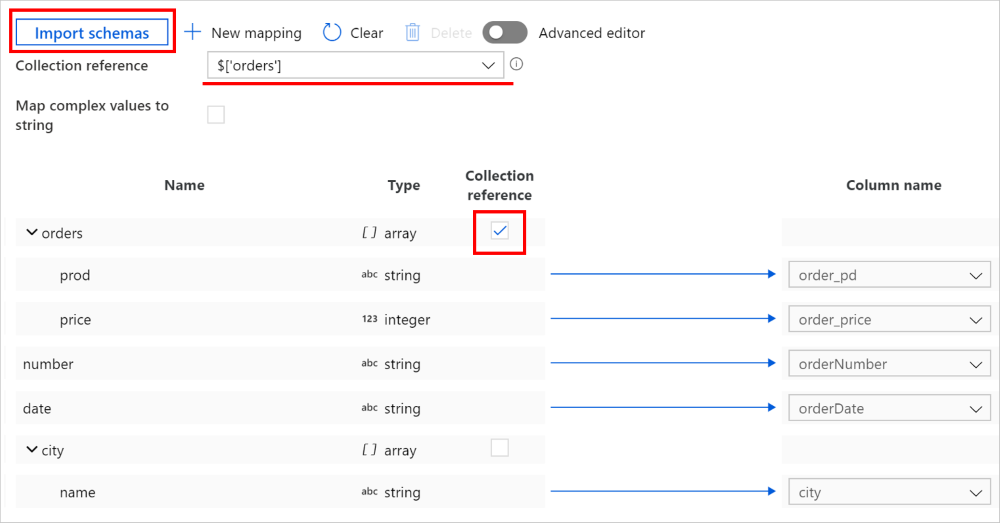 Import schemas New mapping Clear Delete Advanced editor
Collection reference $['orders']
Map complex values to
string
Name Type Collection reference Column name
orders [ ] array
prod abc string order_pd
price 123 integer order_price
number abc string orderNumber
date abc string orderDate
city [ ] array
name abc string city